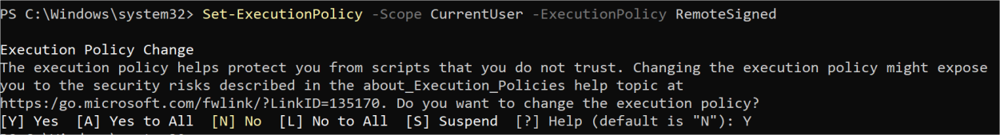 PS C:\Windows\system32> Set-ExecutionPolicy -Scope CurrentUser -ExecutionPolicy RemoteSigned
Execution Policy Change
The execution policy helps protect you from scripts that you do not trust. Changing the execution policy might expose
you to the security risks described in the about_Execution_Policies help topic at
https:/go.microsoft.com/fwlink/?LinkID=135170. Do you want to change the execution policy?
[Y] Yes  [A] Yes to All  [N] No  [L] No to All  [S] Suspend  [?] Help (default is "N"): Y